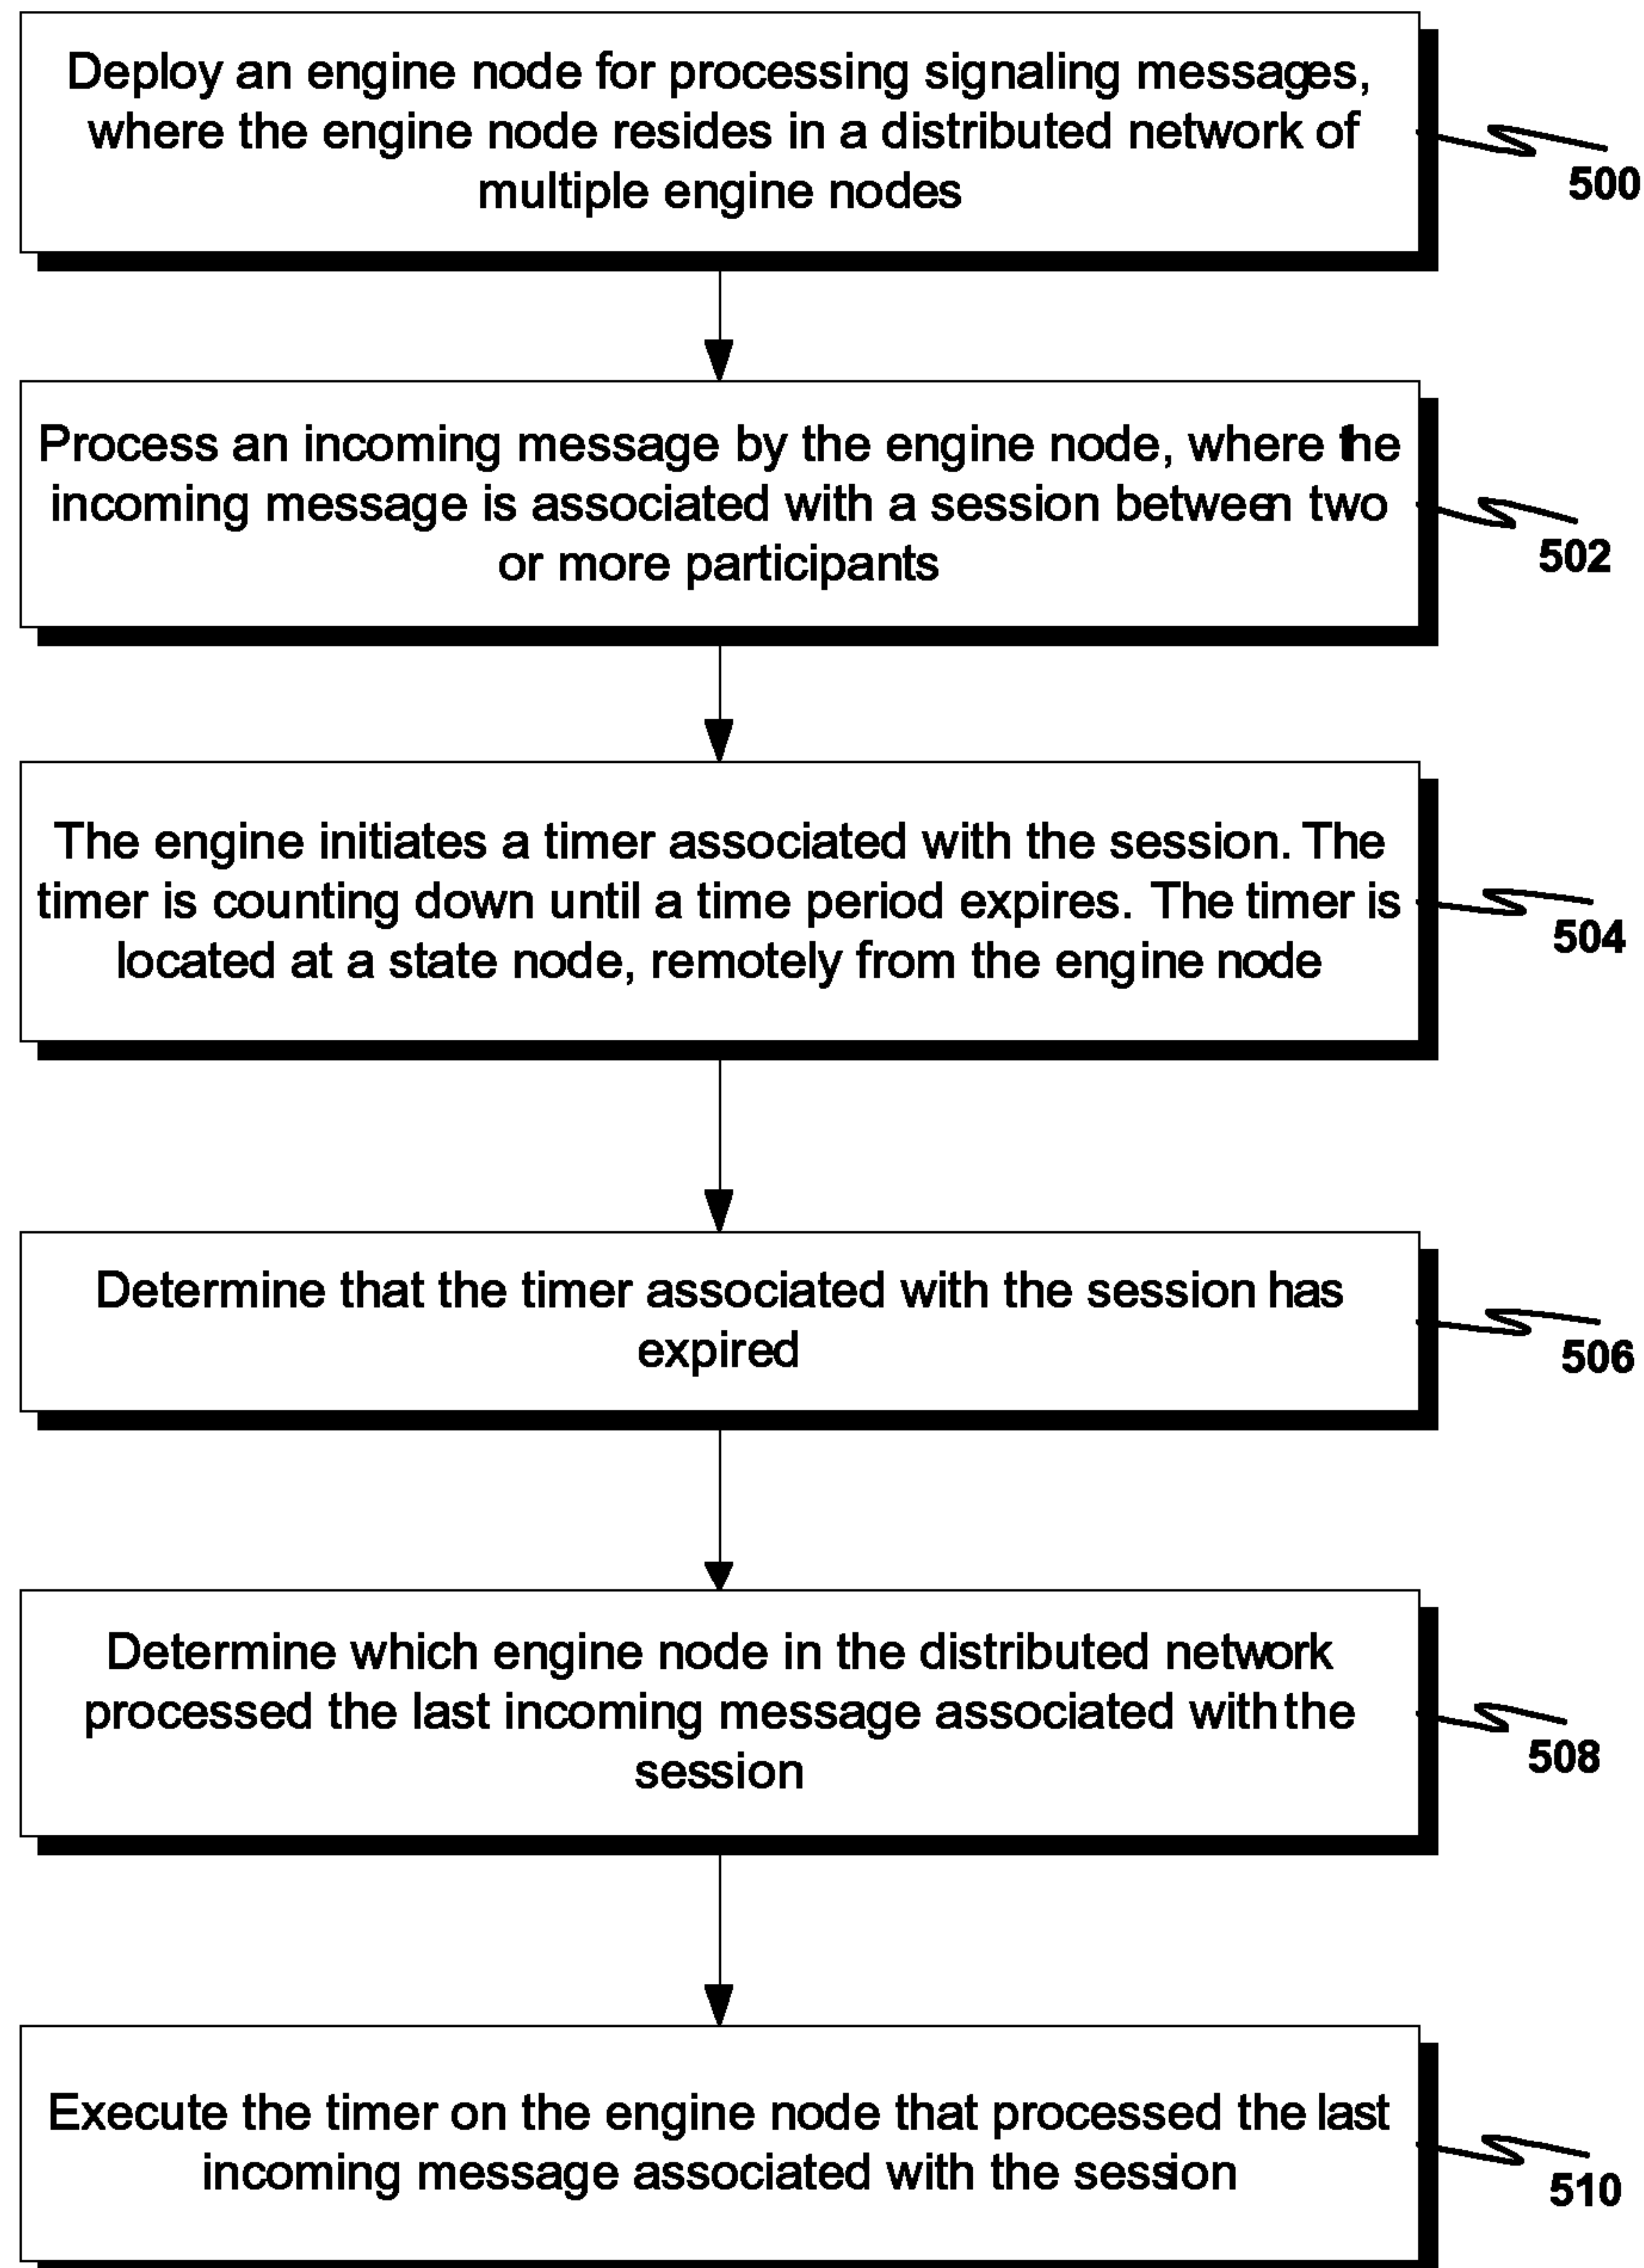 Deploy an engine node for processing signaling messages,
where the engine node resides in a distributed network of
multiple engine nodes
500
Process an incoming message by the engine node, where the
incoming message is associated with a session between two
or more participants
502
The engine initiates a timer associated with the session. The
timer is counting down until a time period expires. The timer is
located at a state node, remotely from the engine node
504
Determine that the timer associated with the session has
expired
506
Determine which engine node in the distributed network
processed the last incoming message associated with the
session
508
Execute the timer on the engine node that processed the last
incoming message associated with the session
510